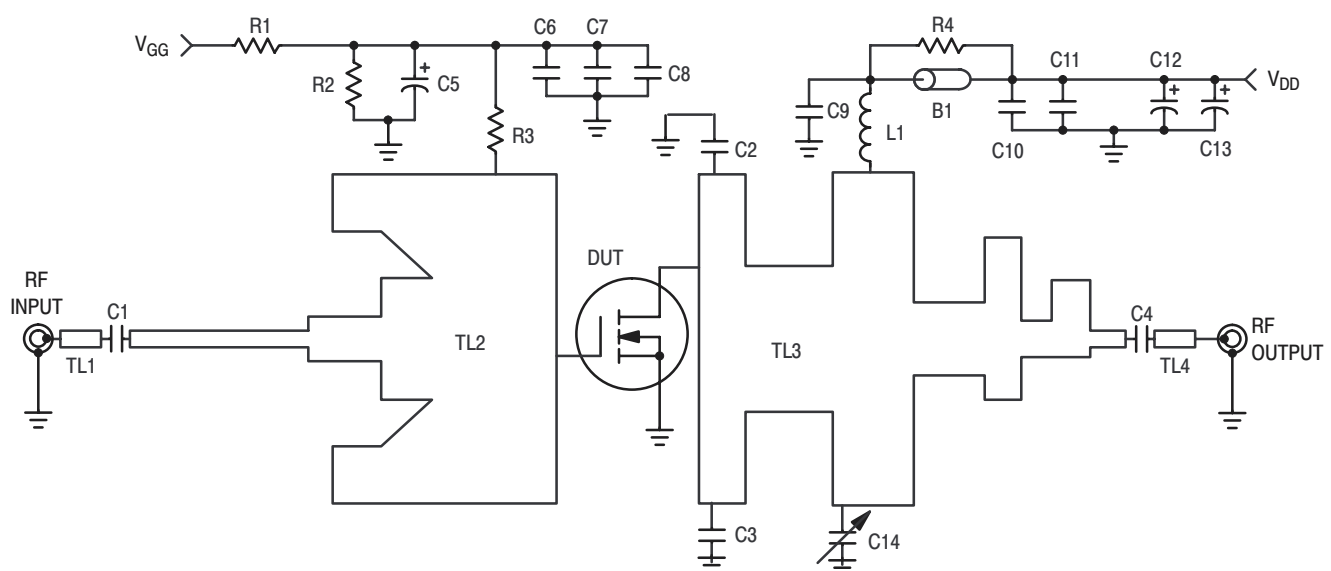 R1
C6
C7
R4
VGG
C11
C12
R2
+
C5
C8
VDD
C9
B1
+
+
R3
L1
C2
C10
C13
DUT
RF
INPUT
C1
C4
RF
OUTPUT
TL1
TL2
TL3
TL4
C3
C14